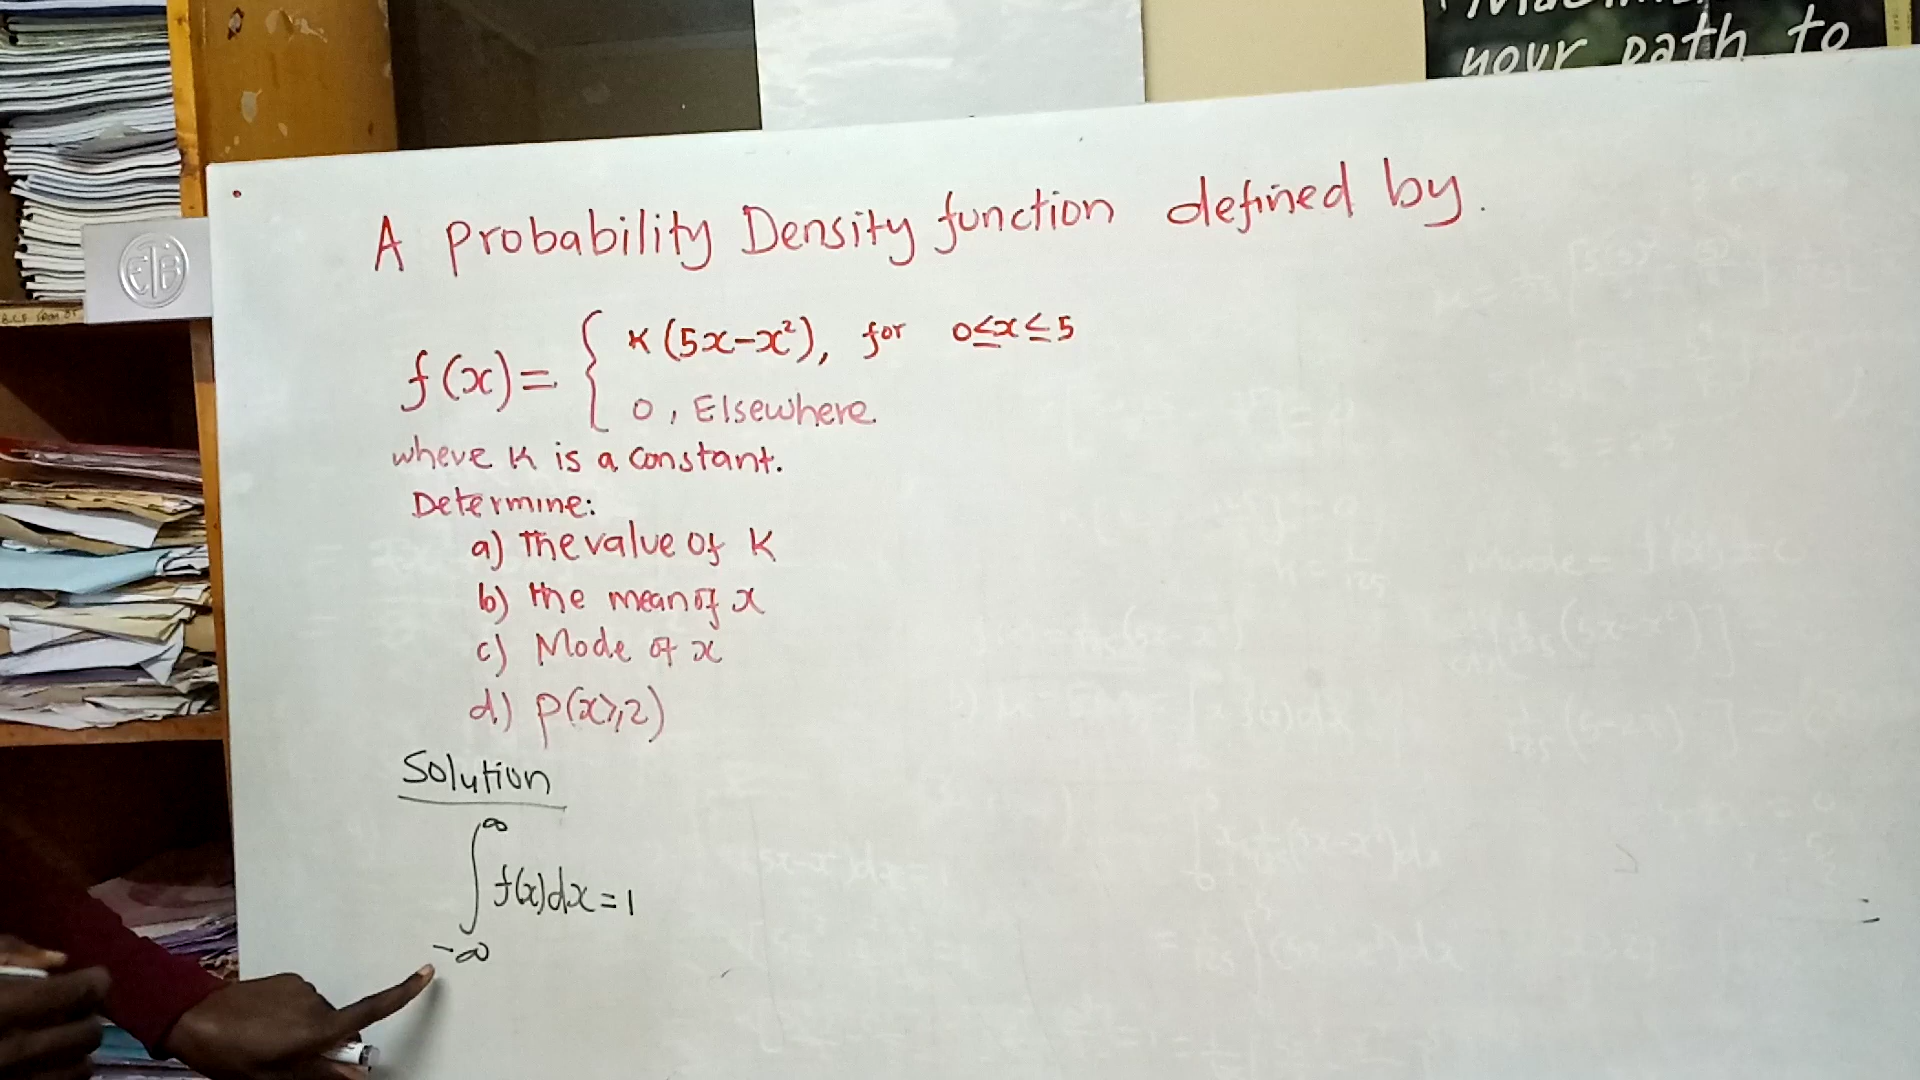 your path to
A probability Density function defined by.
f(x) = { K(5x-x²), for 0≤x≤5
0, Elsewhere.
where K is a constant.
Determine:
a) The value of K
b) the mean of x
c) Mode of x
d) p(x⩾2)
Solution
∫_{-∞}^{∞} f(x)dx = 1